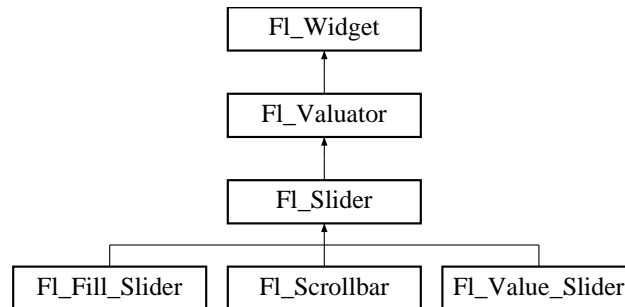 Fl_Widget
Fl_Valuator
Fl_Slider
Fl_Fill_Slider
Fl_Scrollbar
Fl_Value_Slider